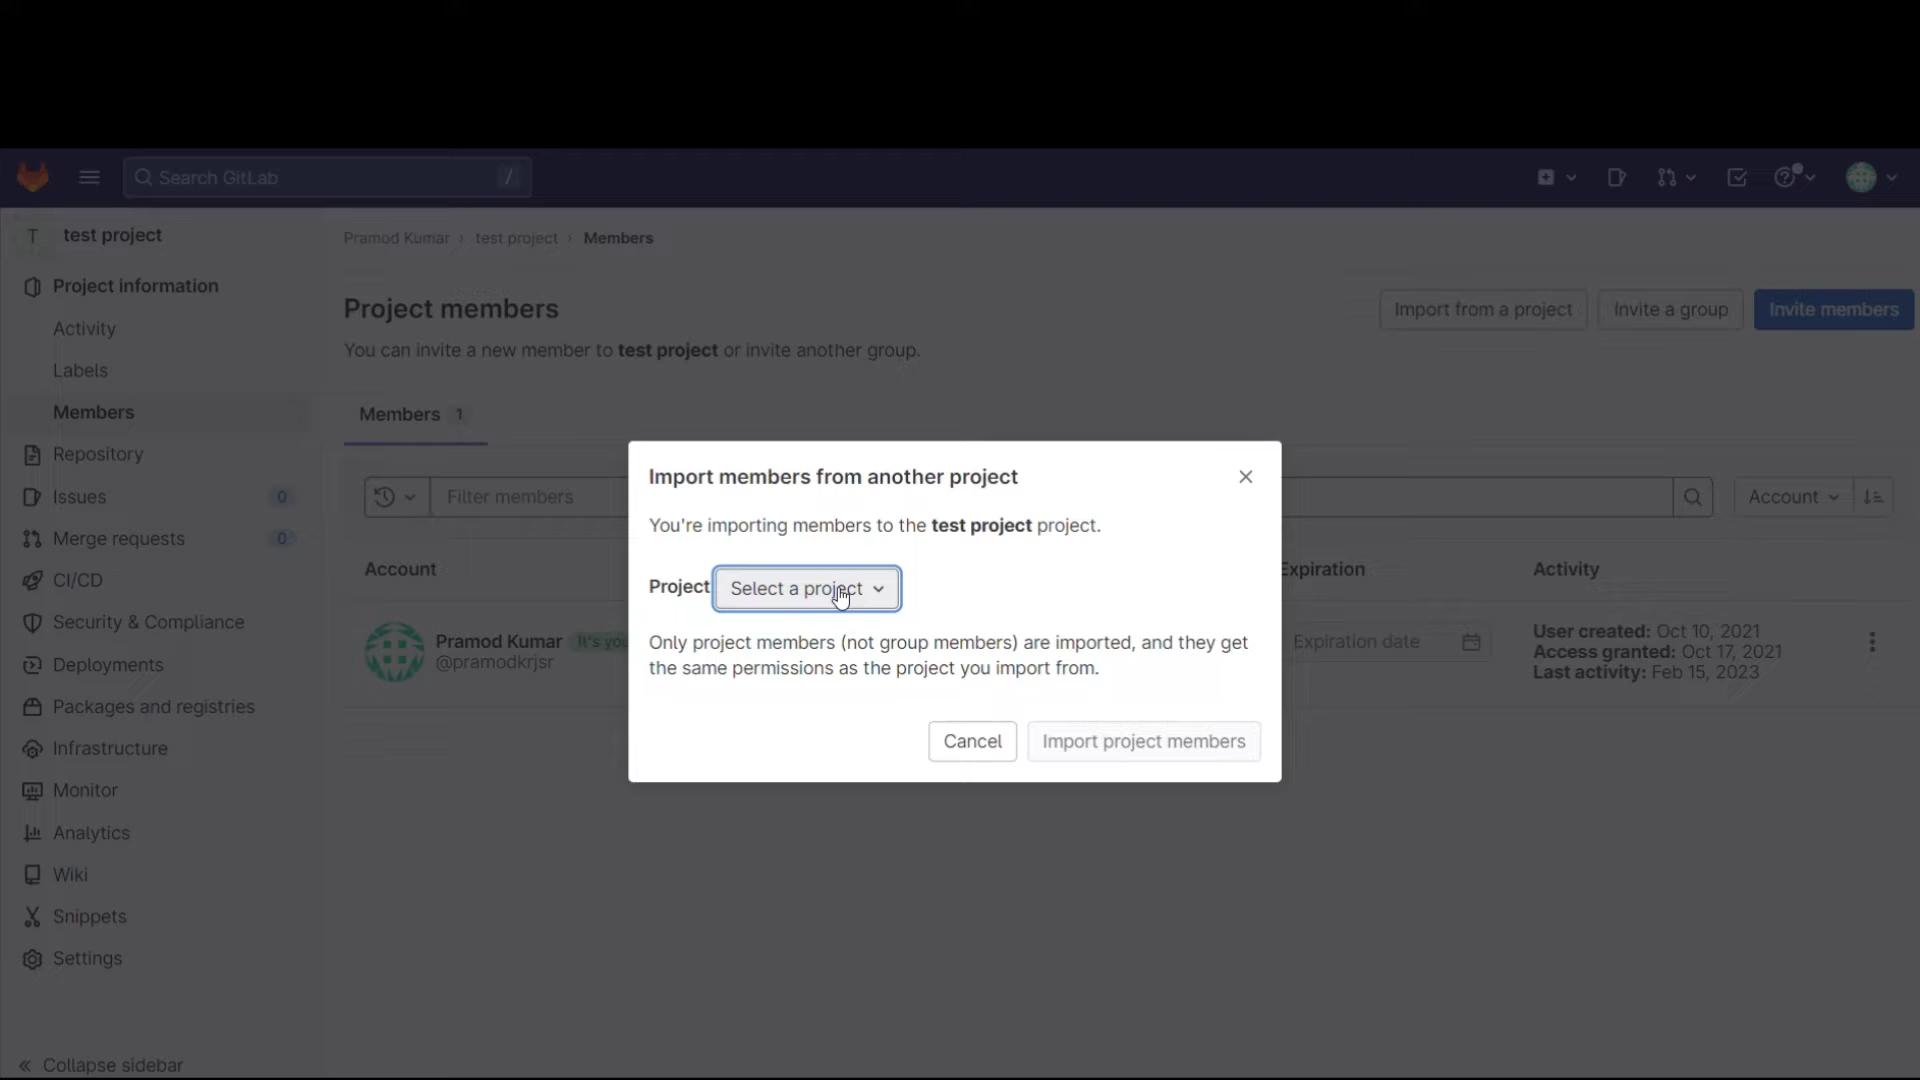 Search GitLab /
T test project
Pramod Kumar › test project › Members
Project information
Activity
Labels
Members
Repository
Issues 0
Merge requests 0
CI/CD
Security & Compliance
Deployments
Packages and registries
Infrastructure
Monitor
Analytics
Wiki
Snippets
Settings
Collapse sidebar
Project members
You can invite a new member to test project or invite another group.
Import from a project
Invite a group
Invite members
Members 1
Filter members
Account
Account
Expiration
Activity
Pramod Kumar It's you
@pramodkrjsr
Expiration date
User created: Oct 10, 2021
Access granted: Oct 17, 2021
Last activity: Feb 15, 2023
Import members from another project
You're importing members to the test project project.
Project Select a project
Only project members (not group members) are imported, and they get
the same permissions as the project you import from.
Cancel
Import project members